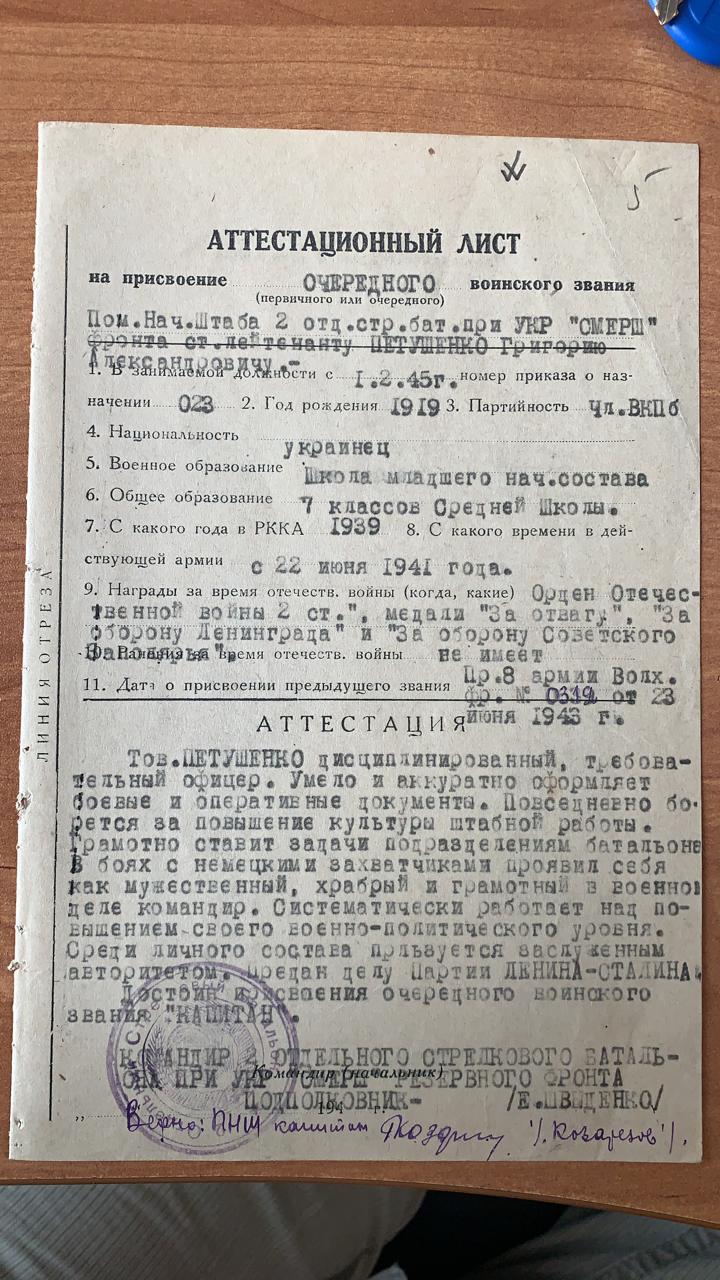 АТТЕСТАЦИОННЫЙ ЛИСТ
на присвоение ОЧЕРЕДНОГО воинского звания
(первичного или очередного)
Пом.Нач.Штаба 2 отд.стр.бат.при УКР "СМЕРШ"
фронта ст.лейтенанту ПЕТУШЕНКО Григорию
Александровичу.-
1. В занимаемой должности с 1.2.45г. номер приказа о наз-
начении 023 2. Год рождения 1919 3. Партийность Чл.ВКПб
4. Национальность украинец
5. Военное образование Школа младшего нач.состава
6. Общее образование 7 классов Средней Школы.
7. С какого года в РККА 1939 8. С какого времени в дей-
ствующей армии с 22 июня 1941 года.
9. Награды за время отечеств. войны (когда, какие) Орден Отечес-
твенной войны 2 ст.", медали "За отвагу", "За
оборону Ленинграда" и "За оборону Советского
Заполярья".
10. Ранения за время отечеств. войны не имеет
11. Дата о присвоении предыдущего звания Пр.8 армии Волх.
фр. № 0319 от 23
июня 1943 г.
ЛИНИЯ ОТРЕЗА
АТТЕСТАЦИЯ
Тов.ПЕТУШЕНКО дисциплинированный, требова-
тельный офицер. Умело и аккуратно оформляет
боевые и оперативные документы. Повседневно бо-
рется за повышение культуры штабной работы.
Грамотно ставит задачи подразделениям батальона
В боях с немецкими захватчиками проявил себя
как мужественный, храбрый и грамотный в военном
деле командир. Систематически работает над по-
вышением своего военно-политического уровня.
Среди личного состава пользуется заслуженным
авторитетом. Предан делу Партии ЛЕНИНА-СТАЛИНА.
Достоин присвоения очередного воинского
звания "КАПИТАН".
КОМАНДИР 2 ОТДЕЛЬНОГО СТРЕЛКОВОГО БАТАЛЬ-
Командир (начальник)
ОНА ПРИ УКР "СМЕРШ" РЕЗЕРВНОГО ФРОНТА
ПОДПОЛКОВНИК- /Е.ШВЫДЕНКО/
194 г.
Верно: ПНШ капитан /Козарезов/.